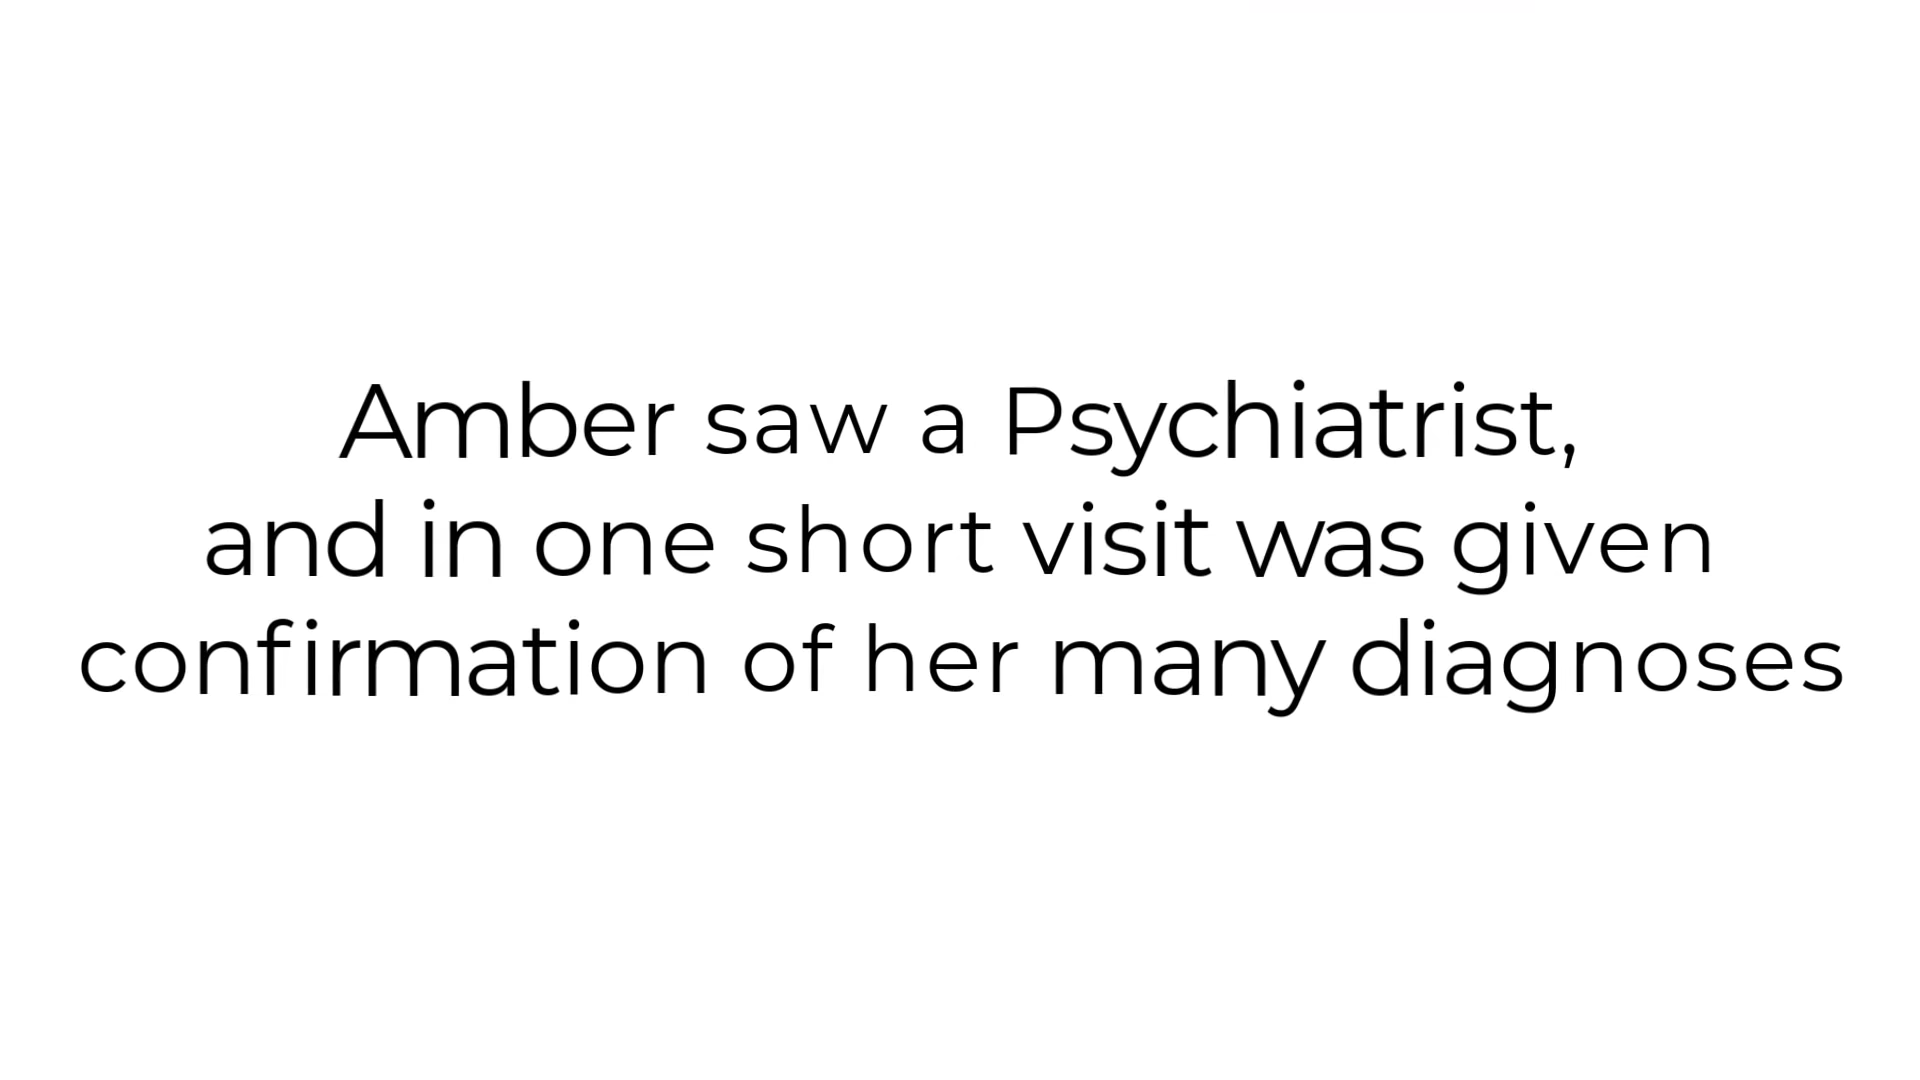 Amber saw a Psychiatrist,
and in one short visit was given
confirmation of her many diagnoses